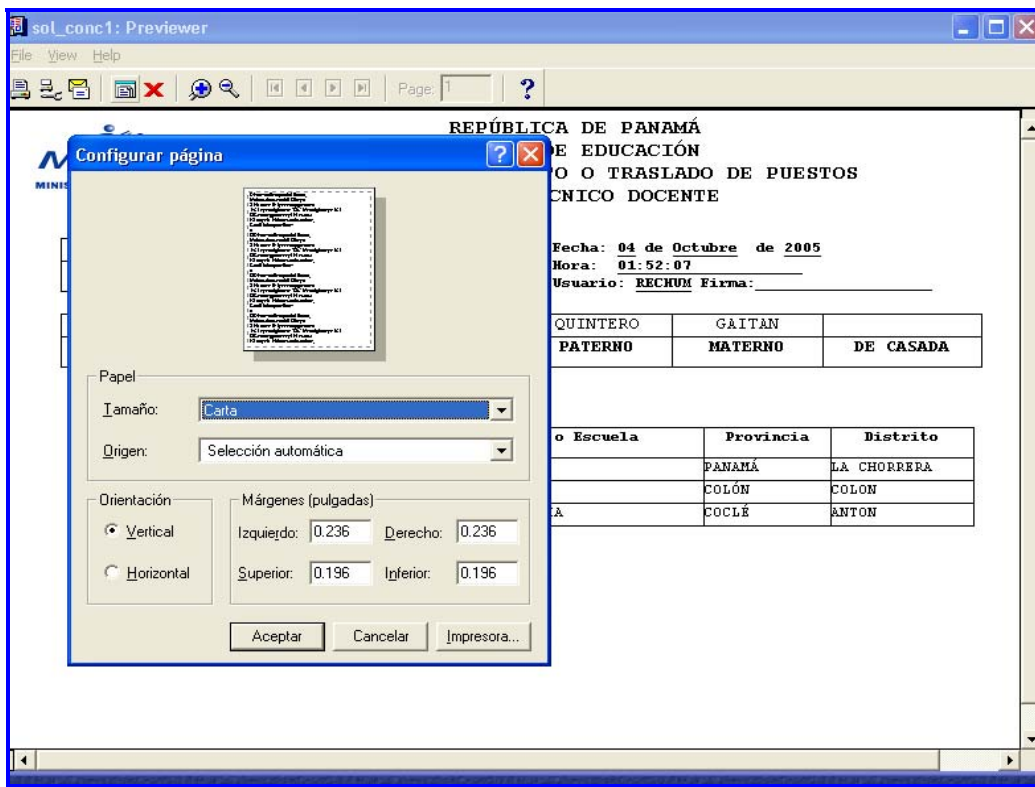 sol_conc1: Previewer
File View Help
Page: 1
?
REPÚBLICA DE PANAMÁ
DE EDUCACIÓN
O O TRASLADO DE PUESTOS
CNICO DOCENTE
MINIS
Fecha: 04 de Octubre de 2005
Hora: 01:52:07
Usuario: RECHUM Firma:
QUINTERO GAITAN
PATERNO MATERNO DE CASADA
o Escuela Provincia Distrito
PANAMÁ LA CHORRERA
COLÓN COLON
IA COCLÉ ANTON
Configurar página
Papel
Tamaño: Carta
Origen: Selección automática
Orientación
Vertical
Horizontal
Márgenes (pulgadas)
Izquierdo: 0.236 Derecho: 0.236
Superior: 0.196 Inferior: 0.196
Aceptar Cancelar Impresora...